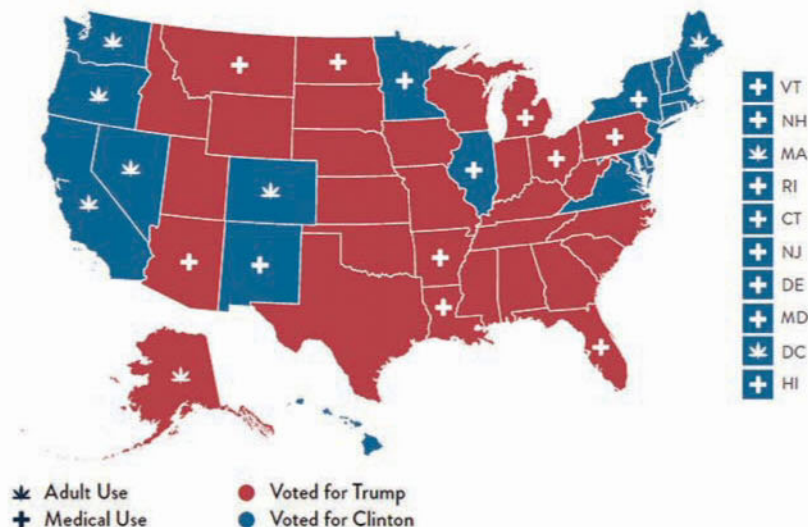 VT
NH
MA
RI
CT
NJ
DE
MD
DC
HI
Adult Use
Voted for Trump
Medical Use
Voted for Clinton